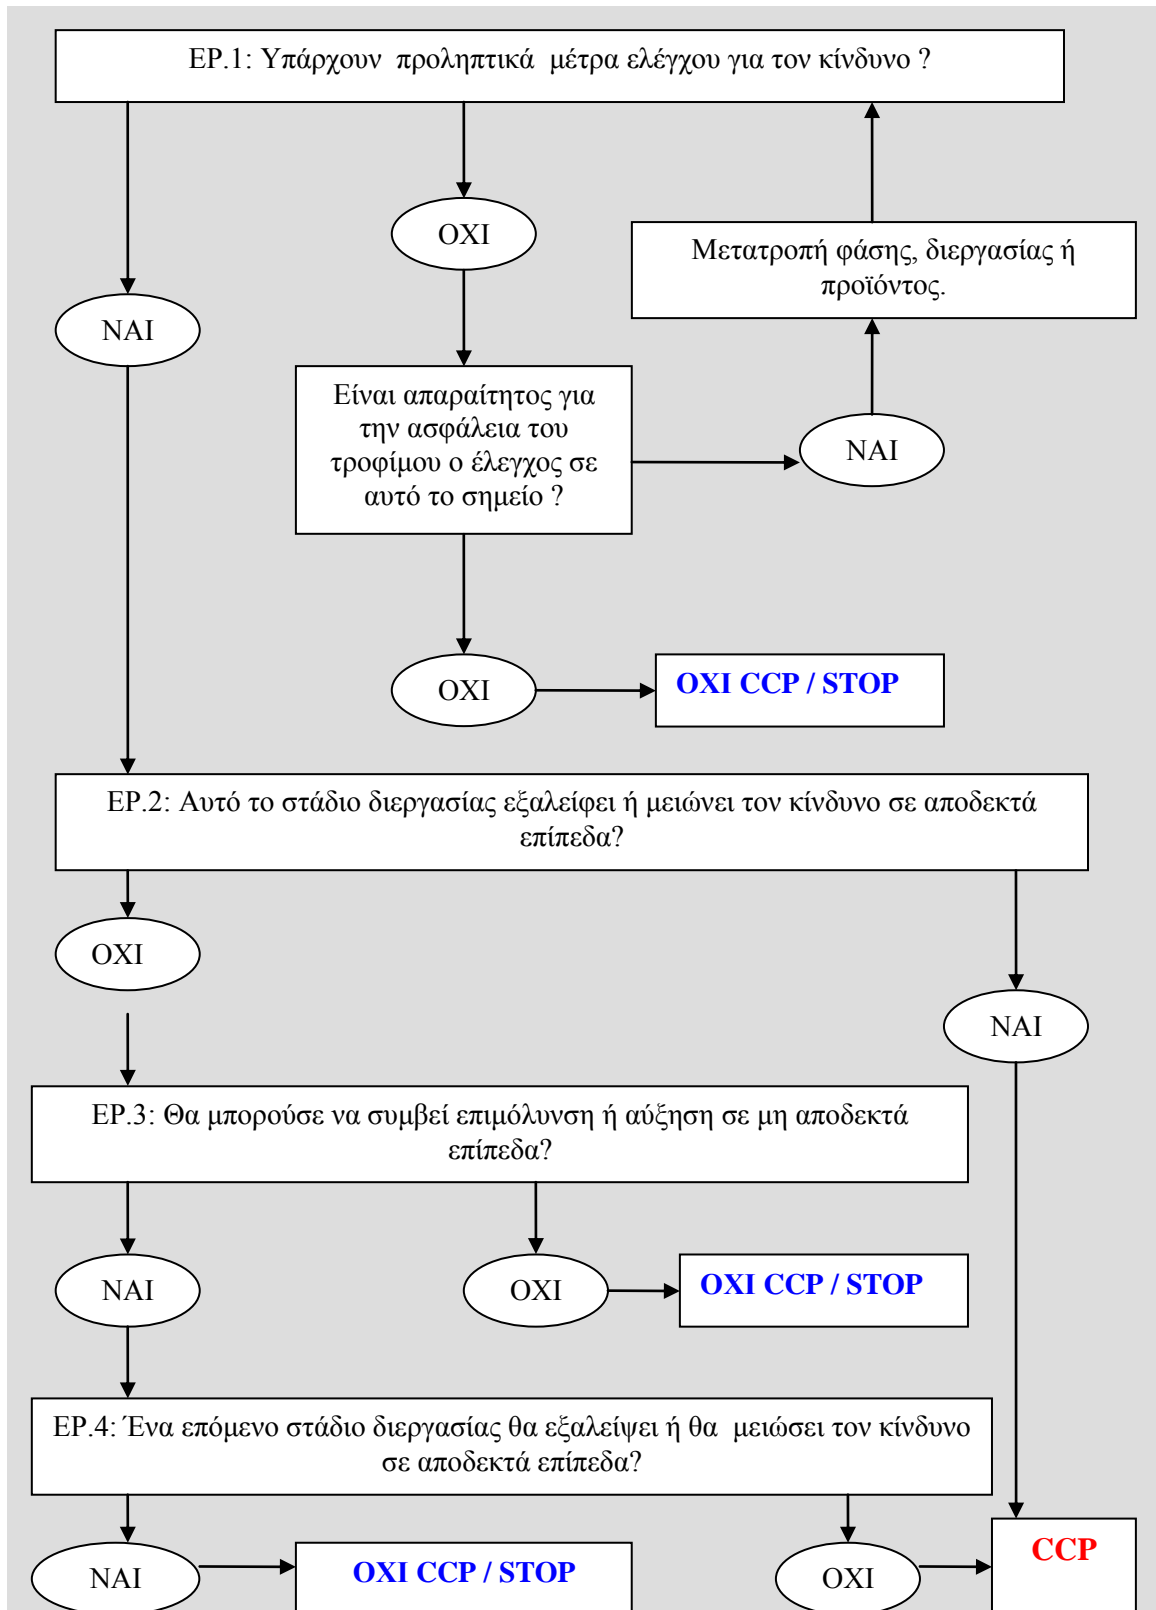 ΕΡ.1: Υπάρχουν προληπτικά μέτρα ελέγχου για τον κίνδυνο ?
ΟΧΙ
Μετατροπή φάσης, διεργασίας ή
προϊόντος.
ΝΑΙ
Είναι απαραίτητος για
την ασφάλεια του
τροφίμου ο έλεγχος σε
αυτό το σημείο ?
ΝΑΙ
ΟΧΙ
ΟΧΙ CCP / STOP
ΕΡ.2: Αυτό το στάδιο διεργασίας εξαλείφει ή μειώνει τον κίνδυνο σε αποδεκτά
επίπεδα?
ΟΧΙ
ΝΑΙ
ΕΡ.3: Θα μπορούσε να συμβεί επιμόλυνση ή αύξηση σε μη αποδεκτά
επίπεδα?
ΝΑΙ
ΟΧΙ
ΟΧΙ CCP / STOP
ΕΡ.4: Ένα επόμενο στάδιο διεργασίας θα εξαλείψει ή θα μειώσει τον κίνδυνο
σε αποδεκτά επίπεδα?
ΝΑΙ
ΟΧΙ CCP / STOP
ΟΧΙ
CCP